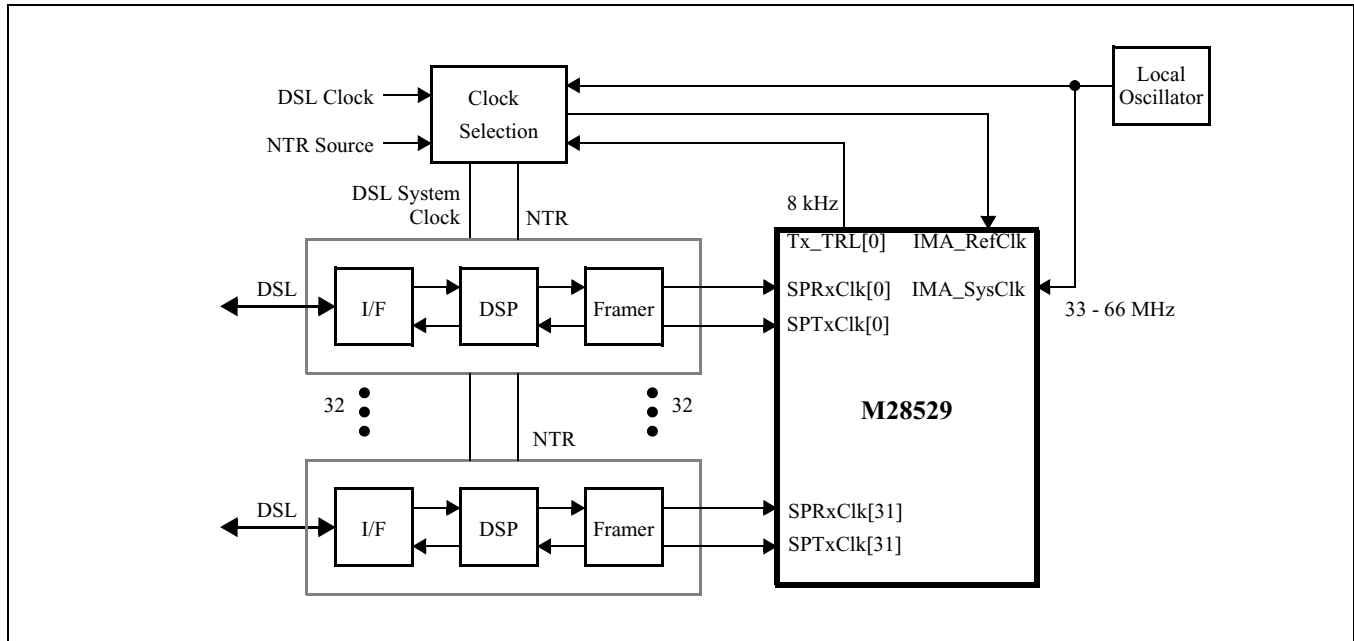 Local
Oscillator
DSL Clock
Clock
Selection
NTR Source
DSL System
Clock
NTR
8 kHz
Tx_TRL[0]
IMA_RefClk
DSL
I/F
DSP
Framer
SPRxClk[0]
IMA_SysClk
SPTxClk[0]
33 - 66 MHz
32
32
M28529
NTR
DSL
I/F
DSP
Framer
SPRxClk[31]
SPTxClk[31]